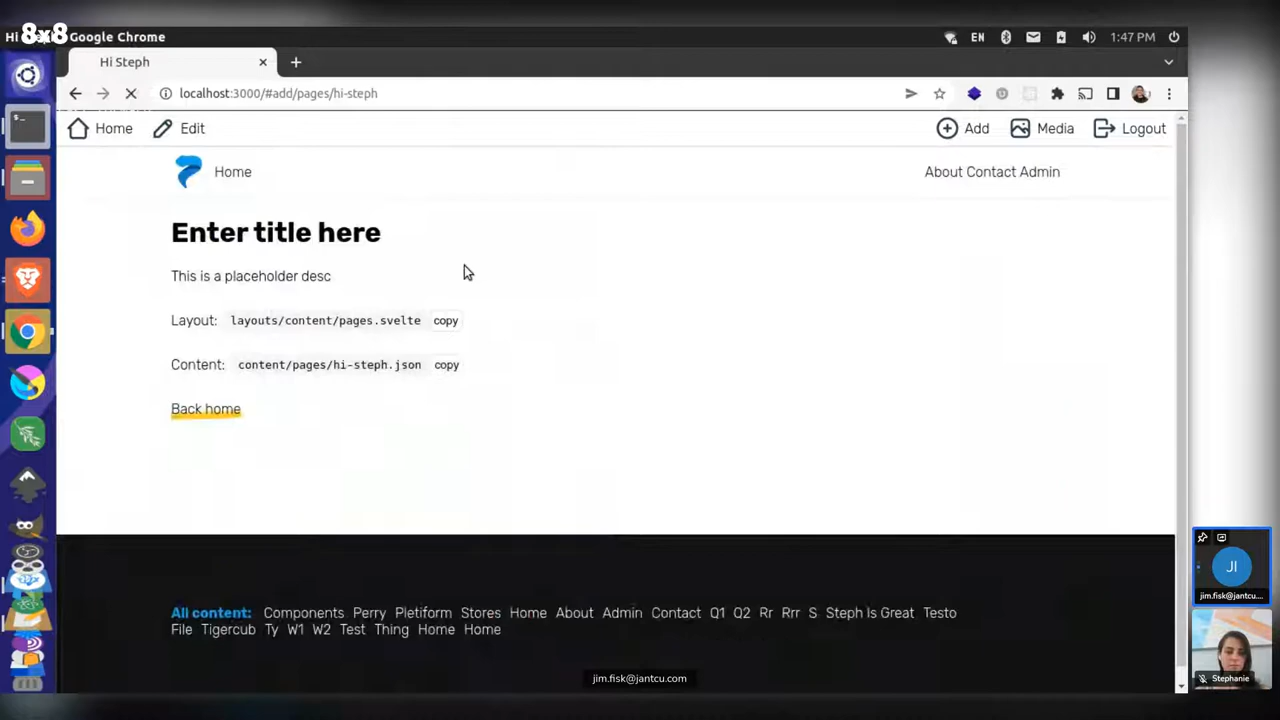 8x8
Hi Google Chrome
EN
1:47 PM
Hi Steph
localhost:3000/#add/pages/hi-steph
Home Edit Add Media Logout
Home About Contact Admin
Enter title here
This is a placeholder desc
Layout: layouts/content/pages.svelte copy
Content: content/pages/hi-steph.json copy
Back home
All content: Components Perry Pletiform Stores Home About Admin Contact Q1 Q2 Rr Rrr S Steph Is Great Testo
File Tigercub Ty W1 W2 Test Thing Home Home
jim.fisk@jantcu.com
JI
jim.fisk@jantcu....
Stephanie